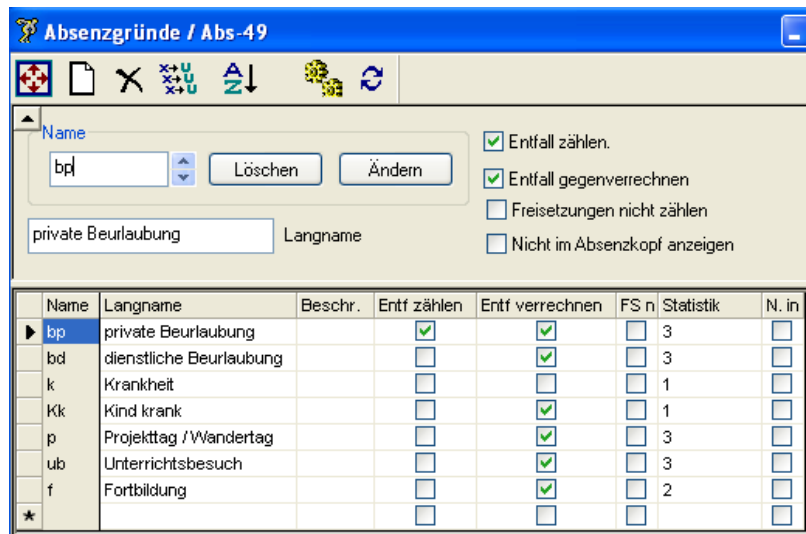 Absenzgründe / Abs-49
Name
bp Löschen Ändern
private Beurlaubung Langname
Entfall zählen.
Entfall gegenverrechnen
Freisetzungen nicht zählen
Nicht im Absenzkopf anzeigen
Name Langname Beschr. Entf zählen Entf verrechnen FS n Statistik N. in
bp private Beurlaubung 3
bd dienstliche Beurlaubung 3
k Krankheit 1
Kk Kind krank 1
p Projekttag / Wandertag 3
ub Unterrichtsbesuch 3
f Fortbildung 2